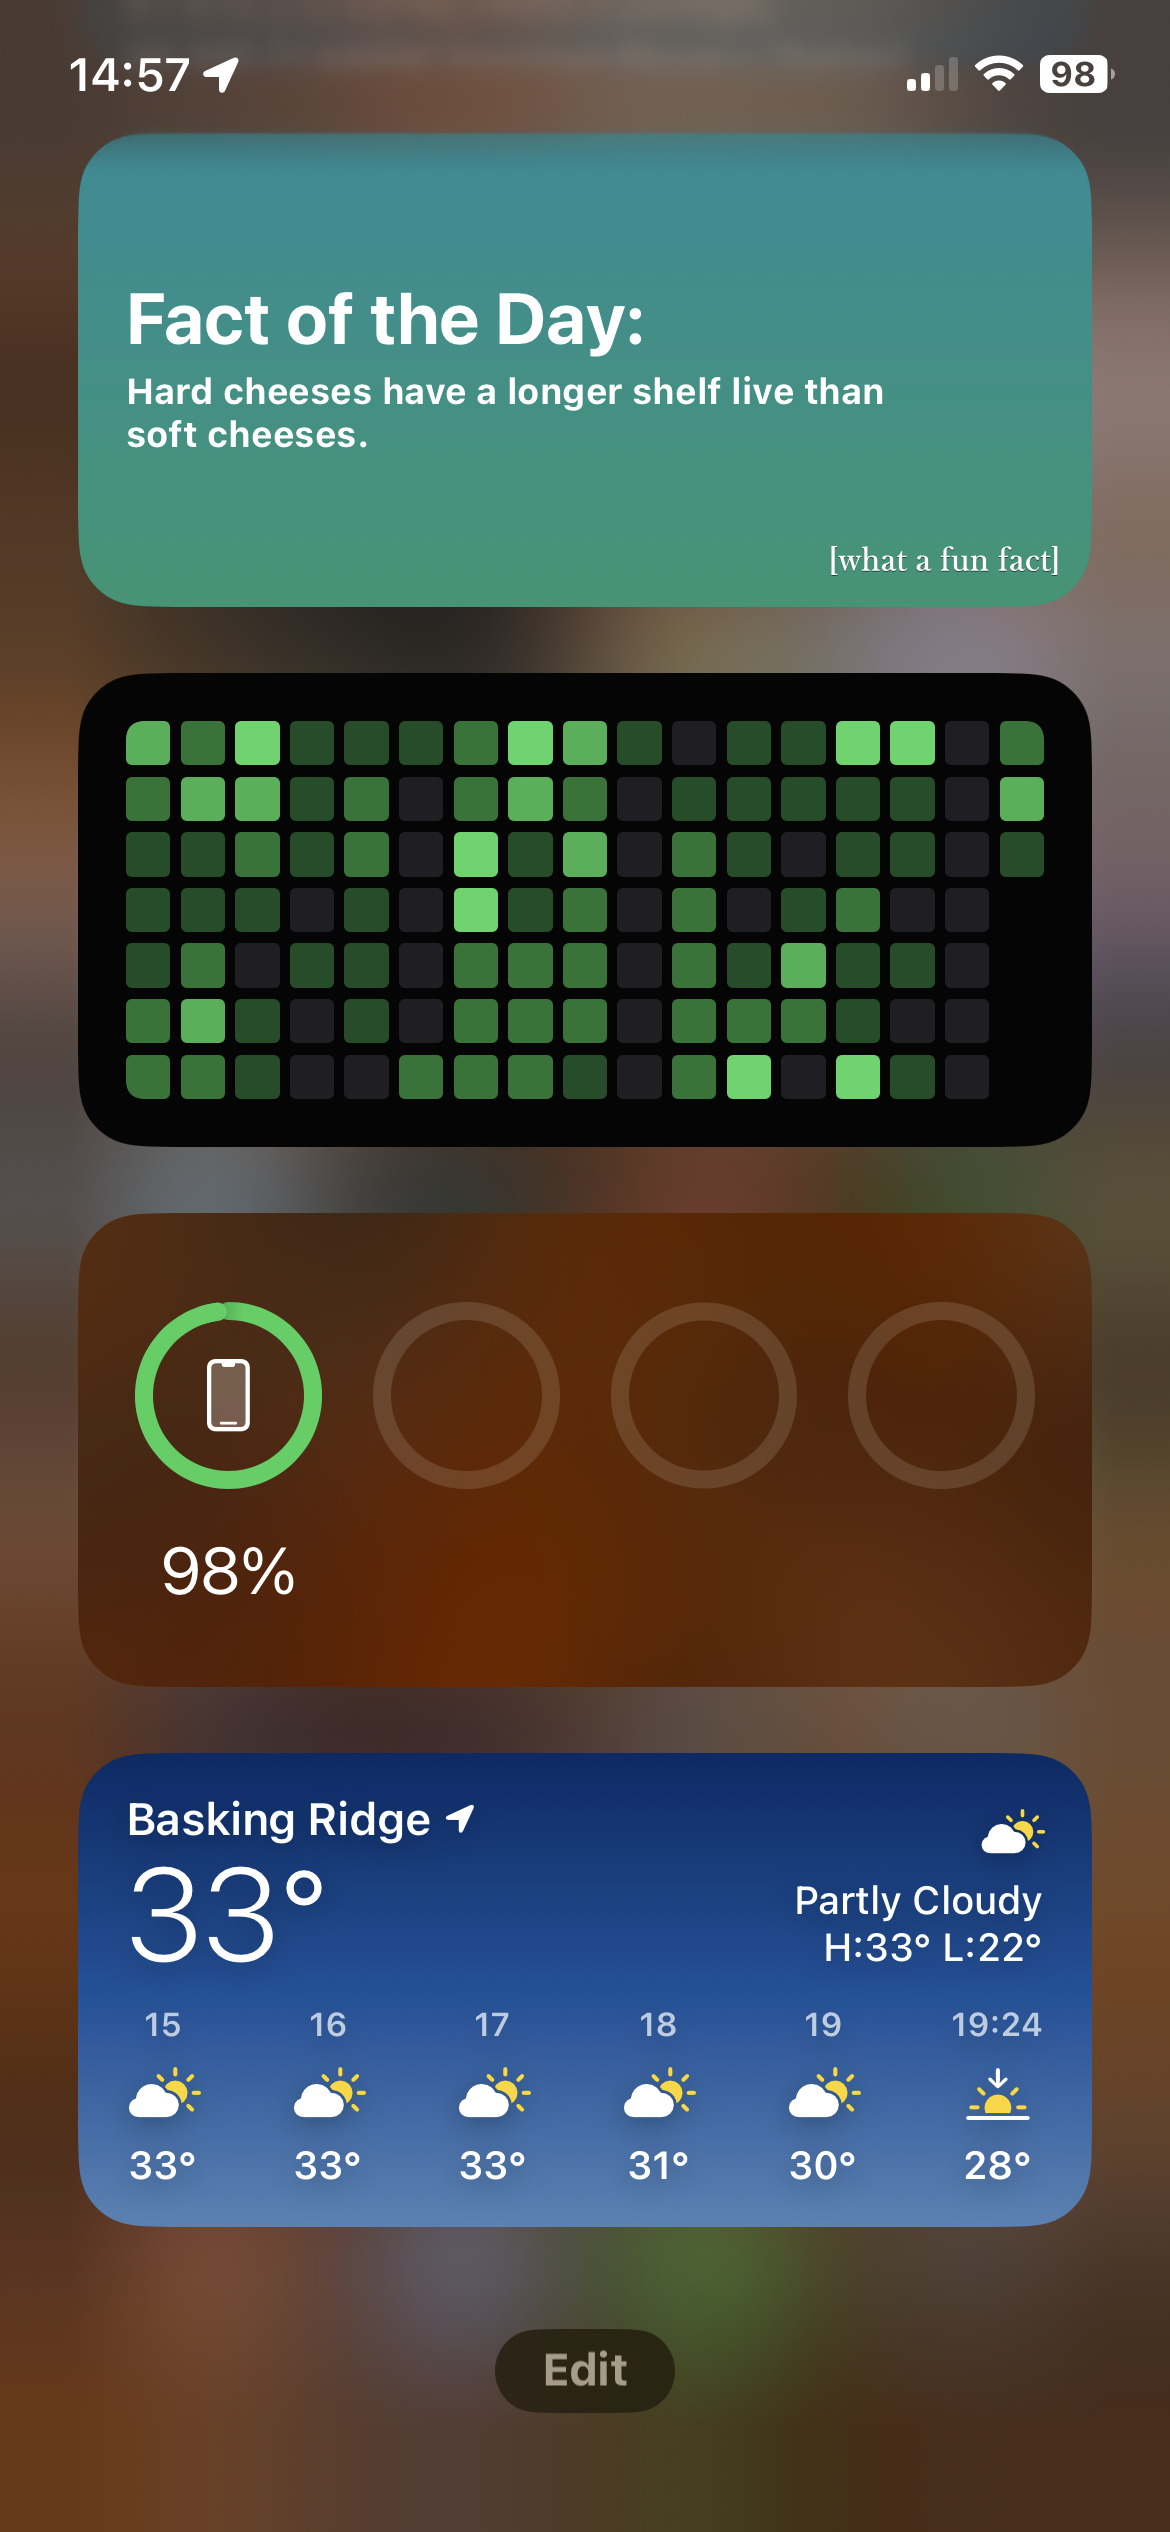 14:57
98
Fact of the Day:
Hard cheeses have a longer shelf live than
soft cheeses.
[what a fun fact]
98%
Basking Ridge
33°
Partly Cloudy
H:33° L:22°
15 16 17 18 19 19:24
33° 33° 33° 31° 30° 28°
Edit